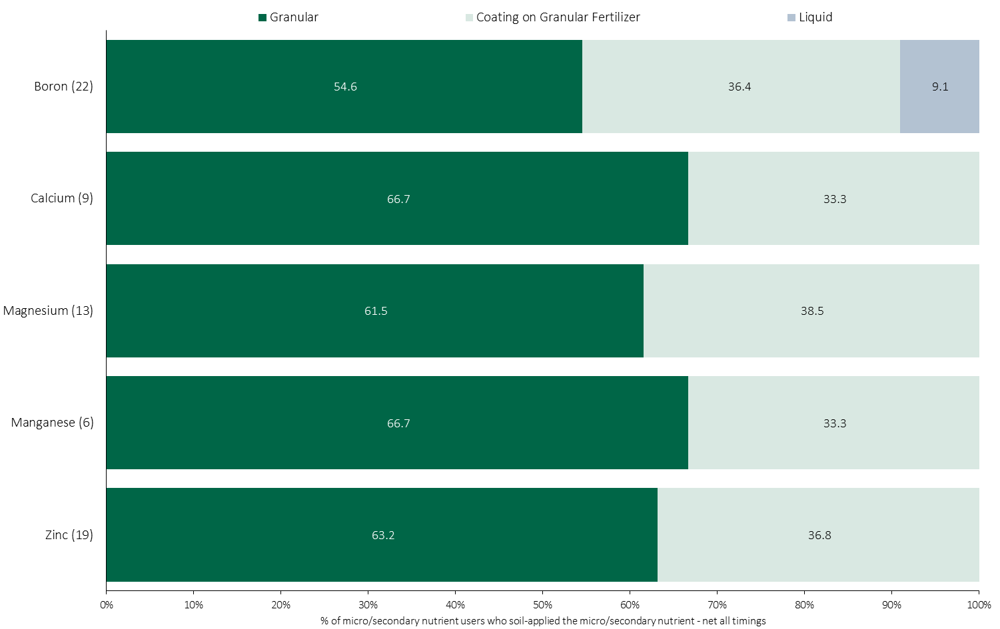 Granular Coating on Granular Fertilizer Liquid
Boron (22) 54.6 36.4 9.1
Calcium (9) 66.7 33.3
Magnesium (13) 61.5 38.5
Manganese (6) 66.7 33.3
Zinc (19) 63.2 36.8
0% 10% 20% 30% 40% 50% 60% 70% 80% 90% 100%
% of micro/secondary nutrient users who soil-applied the micro/secondary nutrient - net all timings